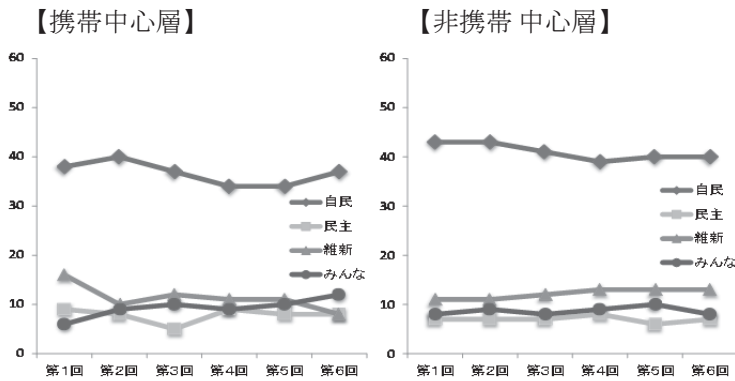 【携帯中心層】
60
50
40
30
20
10
0
自民
民主
維新
みんな
第1回 第2回 第3回 第4回 第5回 第6回
【非携帯 中心層】
60
50
40
30
20
10
0
自民
民主
維新
みんな
第1回 第2回 第3回 第4回 第5回 第6回